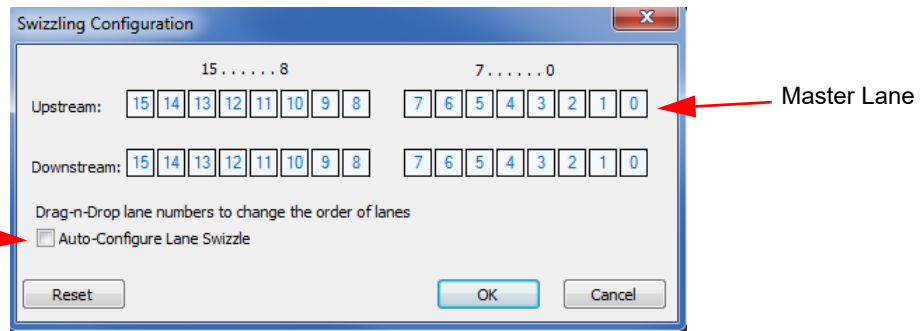 Swizzling Configuration
15......8 7......0
Upstream: 15 14 13 12 11 10 9 8 7 6 5 4 3 2 1 0 Master Lane
Downstream: 15 14 13 12 11 10 9 8 7 6 5 4 3 2 1 0
Drag-n-Drop lane numbers to change the order of lanes
Auto-Configure Lane Swizzle
Reset OK Cancel